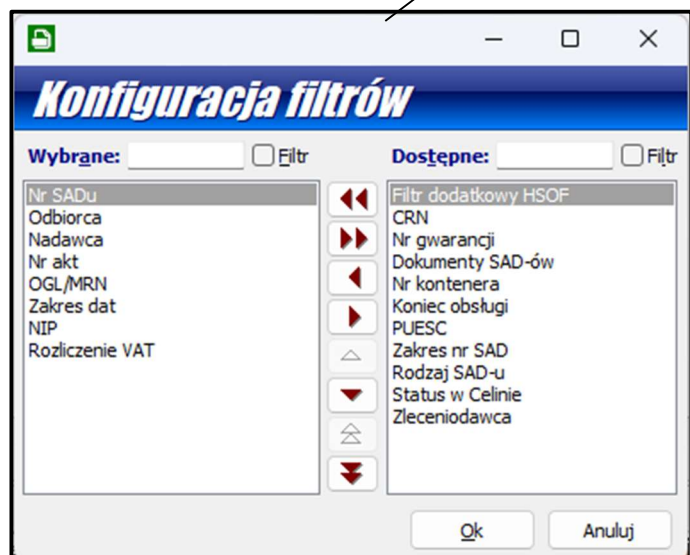 Konfiguracja filtrów
Wybrane: Filtr
Dostępne: Filtr
Nr SADu
Odbiorca
Nadawca
Nr akt
OGL/MRN
Zakres dat
NIP
Rozliczenie VAT
Filtr dodatkowy HSOF
CRN
Nr gwarancji
Dokumenty SAD-ów
Nr kontenera
Koniec obsługi
PUESC
Zakres nr SAD
Rodzaj SAD-u
Status w Celinie
Zleceniodawca
Ok
Anuluj